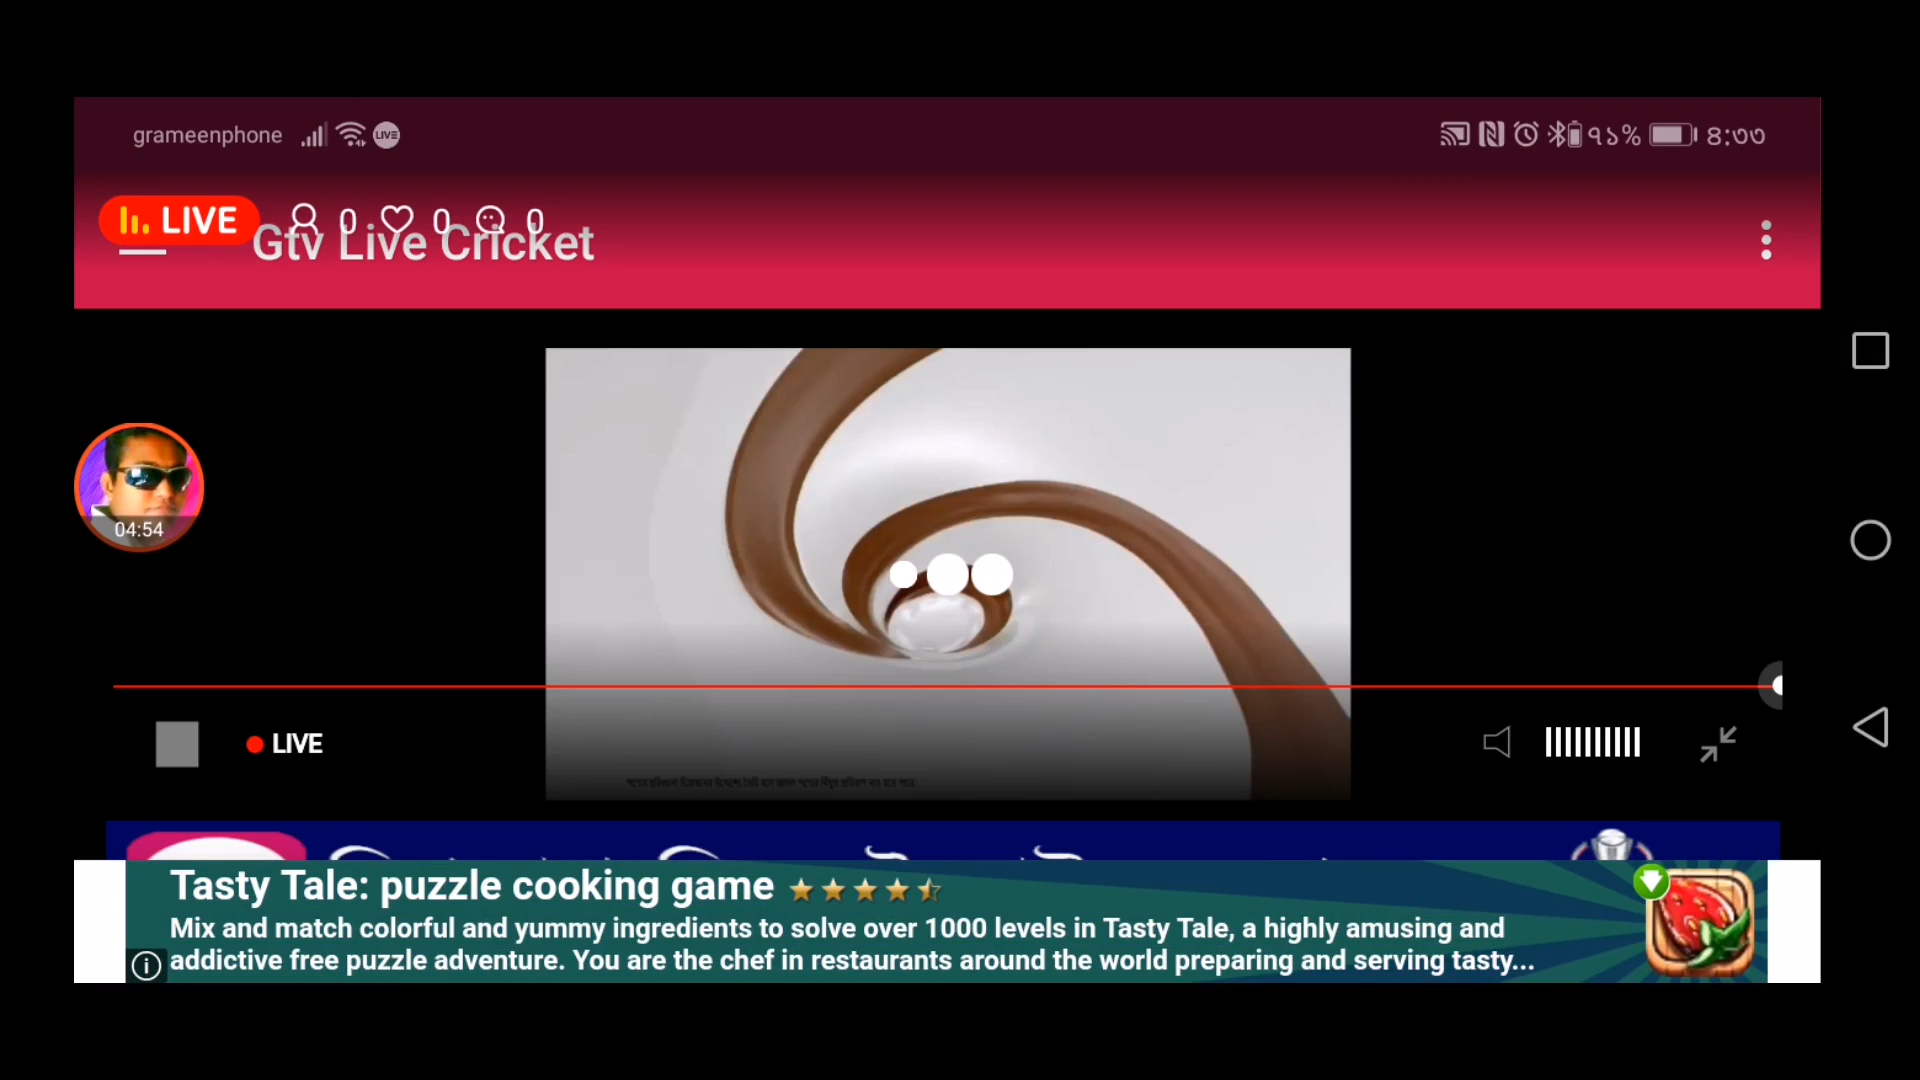 grameenphone LIVE ৭১% ৪:৩৩
LIVE 0 0 0
Gtv Live Cricket
04:54
LIVE
Tasty Tale: puzzle cooking game
Mix and match colorful and yummy ingredients to solve over 1000 levels in Tasty Tale, a highly amusing and
addictive free puzzle adventure. You are the chef in restaurants around the world preparing and serving tasty...